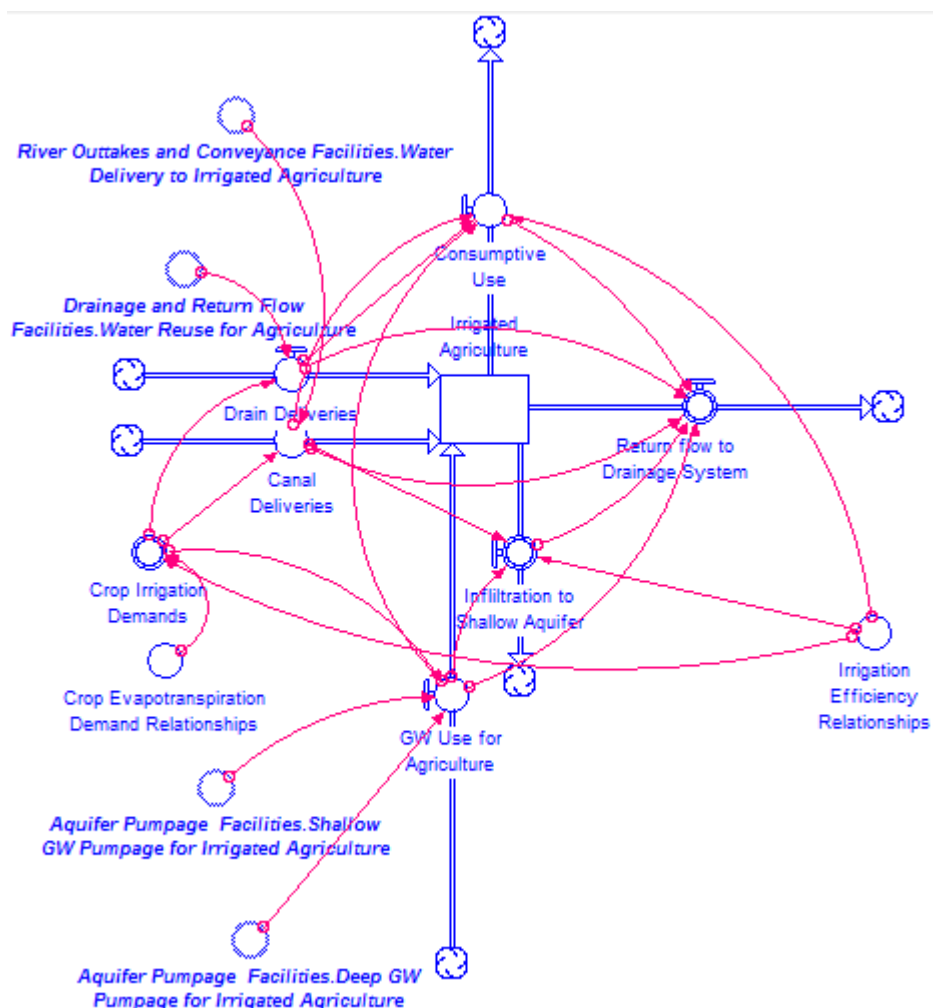 River Outtakes and Conveyance Facilities.Water
Delivery to Irrigated Agriculture
Consumptive
Use
Drainage and Return Flow
Facilities.Water Reuse for Agriculture
Irrigated
Agriculture
Drain Deliveries
Canal
Deliveries
Return flow to
Drainage System
Crop Irrigation
Demands
Infliltration to
Shallow Aquifer
Crop Evapotranspiration
Demand Relationships
Irrigation
Efficiency
Relationships
GW Use for
Agriculture
Aquifer Pumpage Facilities.Shallow
GW Pumpage for Irrigated Agriculture
Aquifer Pumpage Facilities.Deep GW
Pumpage for Irrigated Agriculture